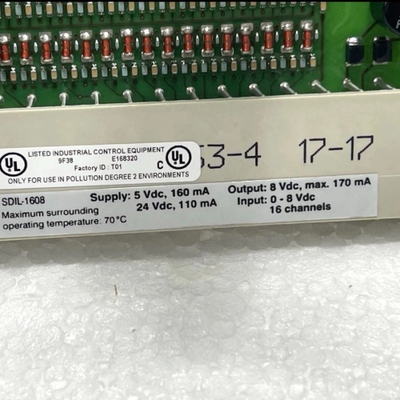 LISTED INDUSTRIAL CONTROL EQUIPMENT
9F38 E168320
Factory ID : T01
UL C UL
ONLY FOR USE IN POLLUTION DEGREE 2 ENVIRONMENTS
53-4 17-17
SDIL-1608
Maximum surrounding
operating temperature: 70°C
Supply: 5 Vdc, 160 mA
24 Vdc, 110 mA
Output: 8 Vdc, max. 170 mA
Input: 0 - 8 Vdc
16 channels